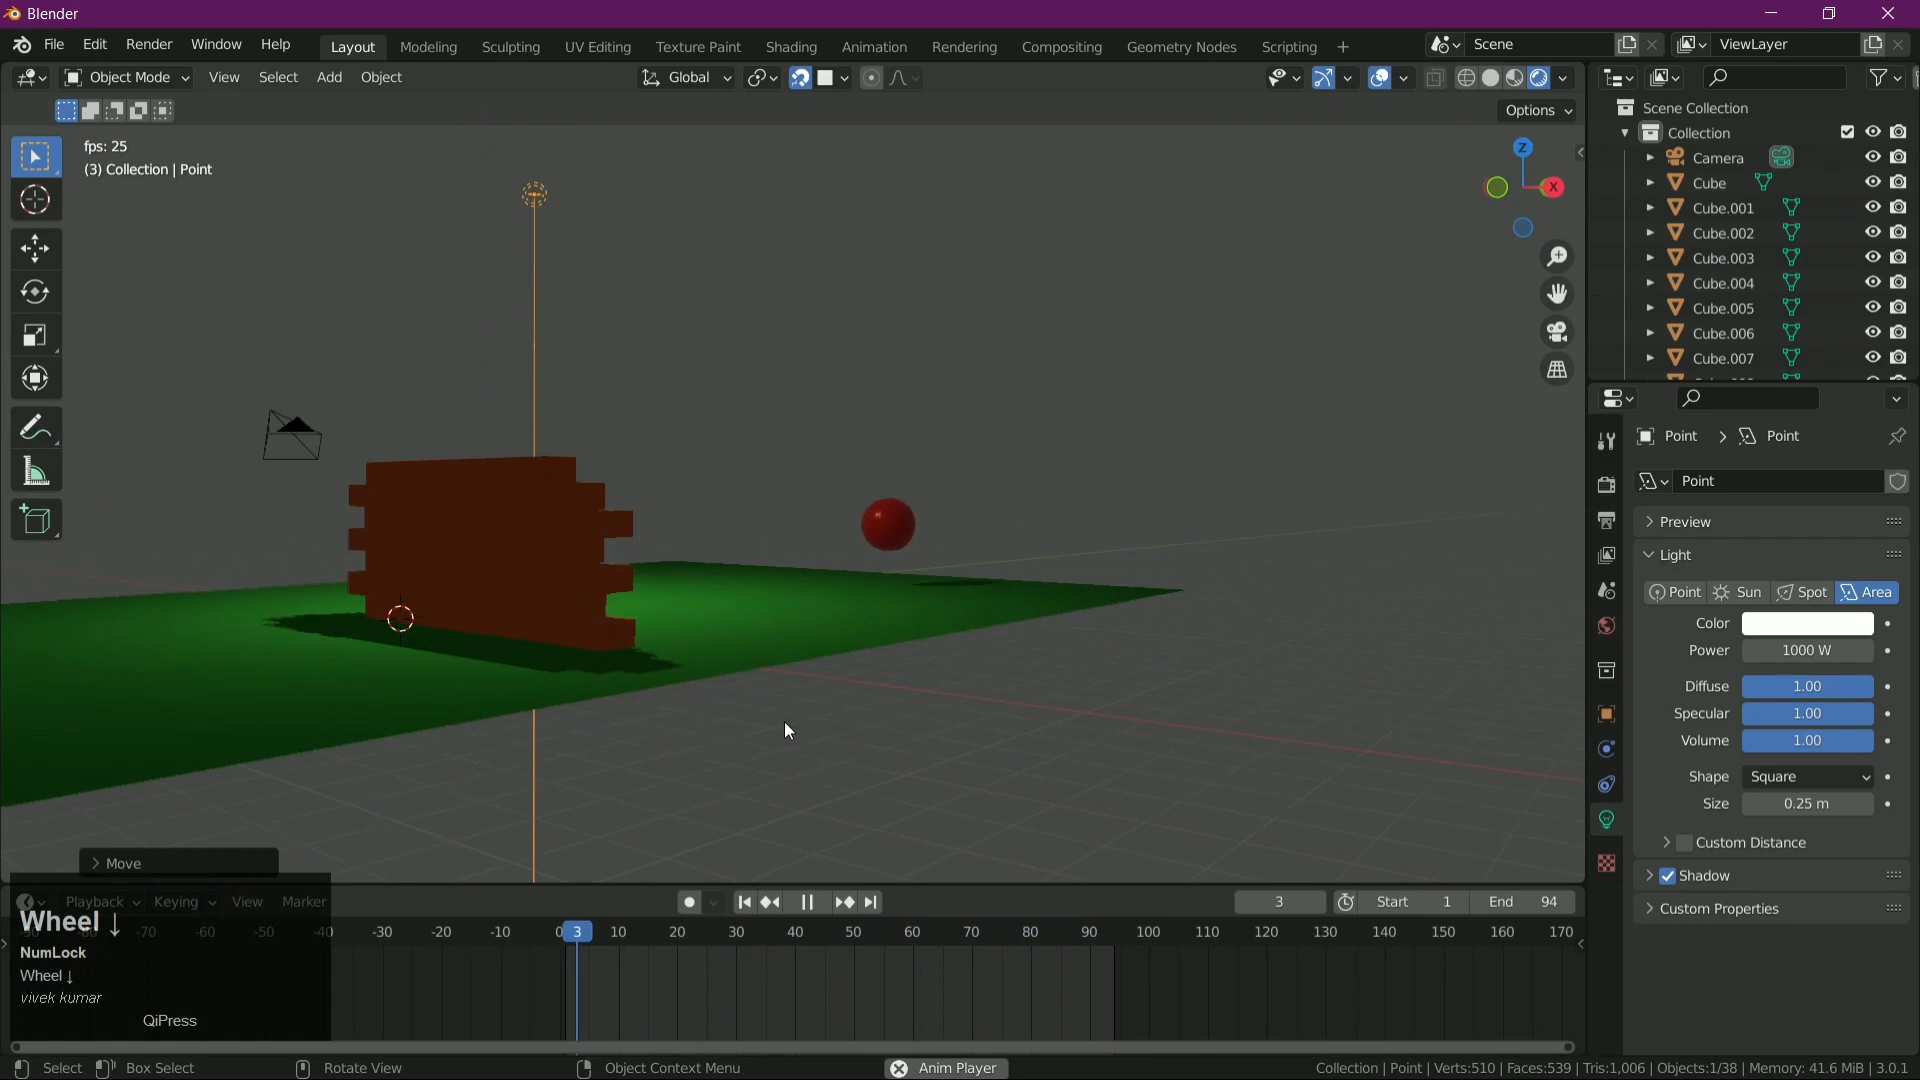 Blender
File Edit Render Window Help Layout Modeling Sculpting UV Editing Texture Paint Shading Animation Rendering Compositing Geometry Nodes Scripting + Scene ViewLayer
Object Mode View Select Add Object Global
Options
fps: 25
(3) Collection | Point
Z
X
Scene Collection
Collection
Camera
Cube
Cube.001
Cube.002
Cube.003
Cube.004
Cube.005
Cube.006
Cube.007
Point > Point
Point
Preview
Light
Point Sun Spot Area
Color
Power 1000 W
Diffuse 1.00
Specular 1.00
Volume 1.00
Shape Square
Size 0.25 m
Custom Distance
Shadow
Custom Properties
> Move
Playback Keying View Marker 3 Start 1 End 94
-70 -60 -50 -40 -30 -20 -10 0 3 10 20 30 40 50 60 70 80 90 100 110 120 130 140 150 160 170
Wheel ↓
NumLock
Wheel ↓
vivek kumar
QiPress
Select Box Select Rotate View Object Context Menu Anim Player Collection | Point | Verts:510 | Faces:539 | Tris:1,006 | Objects:1/38 | Memory: 41.6 MiB | 3.0.1